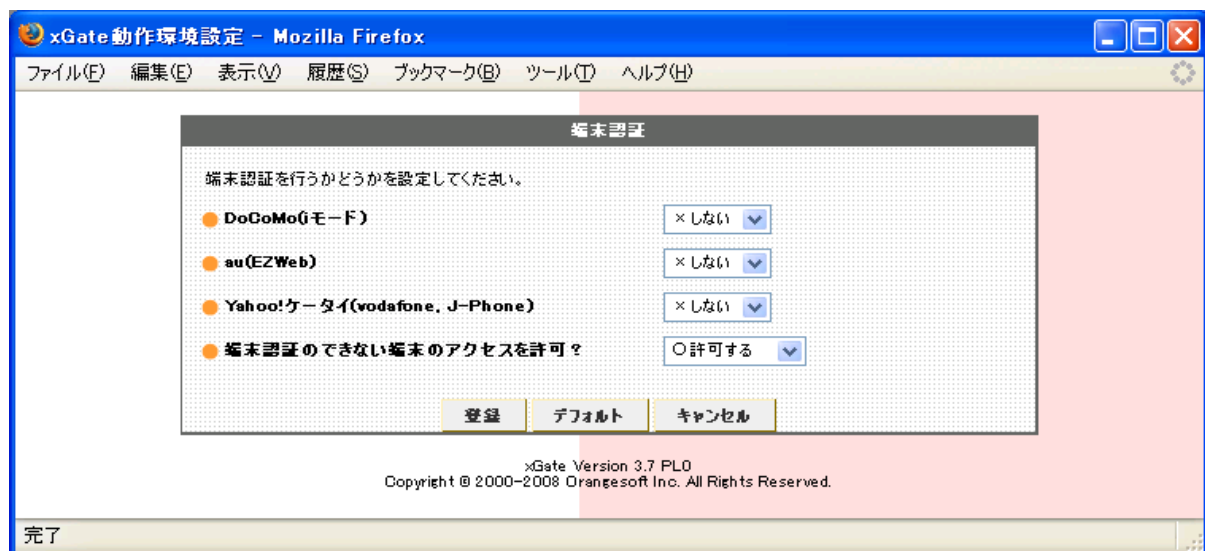 xGate動作環境設定 - Mozilla Firefox
ファイル(F) 編集(E) 表示(V) 履歴(S) ブックマーク(B) ツール(T) ヘルプ(H)
端末認証
端末認証を行うかどうかを設定してください。
DoCoMo(iモード) ×しない
au(EZWeb) ×しない
Yahoo!ケータイ(vodafone, J-Phone) ×しない
端末認証のできない端末のアクセスを許可? ○許可する
登録 デフォルト キャンセル
xGate Version 3.7 PL0
Copyright © 2000-2008 Orangesoft Inc. All Rights Reserved.
完了